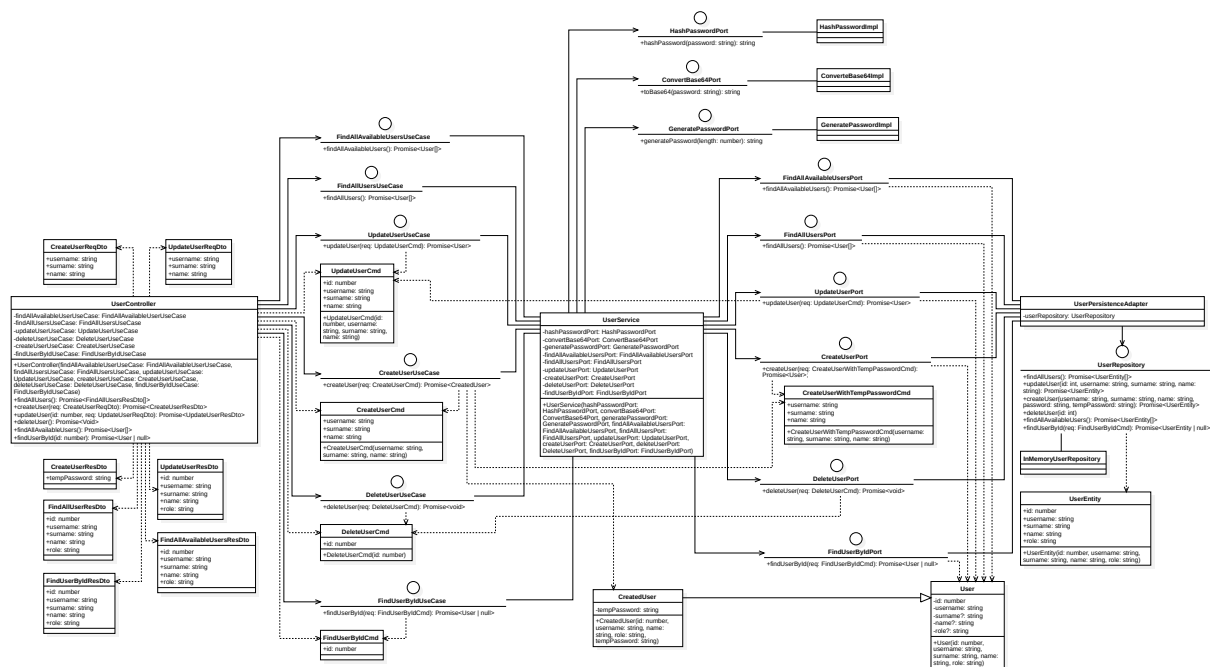 HashPasswordPort
+hashPassword(password: string): string
HashPasswordImpl
ConvertBase64Port
+toBase64(password: string): string
ConverteBase64Impl
GeneratePasswordPort
+generatePassword(length: number): string
GeneratePasswordImpl
FindAllAvailableUsersUseCase
+findAllAvailableUsers(): Promise<User[]>
FindAllUsersUseCase
+findAllUsers(): Promise<User[]>
UpdateUserUseCase
+updateUser(req: UpdateUserCmd): Promise<User>
UpdateUserCmd
+id: number
+username: string
+surname: string
+name: string
+UpdateUserCmd(id:
number, username:
string, surname: string,
name: string)
CreateUserUseCase
+createUser(req: CreateUserCmd): Promise<CreatedUser>
CreateUserCmd
+username: string
+surname: string
+name: string
+CreateUserCmd(username: string,
surname: string, name: string)
DeleteUserUseCase
+deleteUser(req: DeleteUserCmd): Promise<void>
DeleteUserCmd
+id: number
+DeleteUserCmd(id: number)
FindUserByIdUseCase
+findUserById(req: FindUserByIdCmd): Promise<User | null>
FindUserByIdCmd
+id: number
CreateUserReqDto
+username: string
+surname: string
+name: string
UpdateUserReqDto
+username: string
+surname: string
+name: string
UserController
-findAllAvailableUserUseCase: FindAllAvailableUserUseCase
-findAllUsersUseCase: FindAllUsersUseCase
-updateUserUseCase: UpdateUserUseCase
-deleteUserUseCase: DeleteUserUseCase
-createUserUseCase: CreateUserUseCase
-findUserByIdUseCase: FindUserByIdUseCase
+UserController(findAllAvailableUserUseCase: FindAllAvailableUserUseCase,
findAllUsersUseCase: FindAllUsersUseCase, updateUserUseCase:
UpdateUserUseCase, createUserUseCase: CreateUserUseCase,
deleteUserUseCase: DeleteUserUseCase, findUserByIdUseCase:
FindUserByIdUseCase)
+findAllUsers(): Promise<FindAllUsersResDto[]>
+createUser(req: CreateUserReqDto): Promise<CreateUserResDto>
+updateUser(id: number, req: UpdateUserReqDto): Promise<UpdateUserResDto>
+deleteUser(): Promise<Void>
+findAllAvailableUsers(): Promise<User[]>
+findUserById(id: number): Promise<User | null>
CreateUserResDto
+tempPassword: string
UpdateUserResDto
+id: number
+username: string
+surname: string
+name: string
+role: string
FindAllUserResDto
+id: number
+username: string
+surname: string
+name: string
+role: string
FindAllAvailableUsersResDto
+id: number
+username: string
+surname: string
+name: string
+role: string
FindUserByIdResDto
+id: number
+username: string
+surname: string
+name: string
+role: string
UserService
-hashPasswordPort: HashPasswordPort
-convertBase64Port: ConvertBase64Port
-generatePasswordPort: GeneratePasswordPort
-findAllAvailableUsersPort: FindAllAvailableUsersPort
-findAllUsersPort: FindAllUsersPort
-updateUserPort: UpdateUserPort
-createUserPort: CreateUserPort
-deleteUserPort: DeleteUserPort
-findUserByIdPort: FindUserByIdPort
+UserService(hashPasswordPort:
HashPasswordPort, convertBase64Port:
ConvertBase64Port, generatePasswordPort:
GeneratePasswordPort, findAllAvailableUsersPort:
FindAllAvailableUsersPort, findAllUsersPort:
FindAllUsersPort, updateUserPort: UpdateUserPort,
createUserPort: CreateUserPort, deleteUserPort:
DeleteUserPort, findUserByIdPort: FindUserByIdPort)
FindAllAvailableUsersPort
+findAllAvailableUsers(): Promise<User[]>
FindAllUsersPort
+findAllUsers(): Promise<User[]>
UpdateUserPort
+updateUser(req: UpdateUserCmd): Promise<User>
CreateUserPort
+createUser(req: CreateUserWithTempPasswordCmd):
Promise<User>;
CreateUserWithTempPasswordCmd
+username: string
+surname: string
+name: string
+CreateUserWithTempPasswordCmd(username:
string, surname: string, name: string)
DeleteUserPort
+deleteUser(req: DeleteUserCmd): Promise<void>
FindUserByIdPort
+findUserById(req: FindUserByIdCmd): Promise<User | null>
CreatedUser
-tempPassword: string
+CreatedUser(id: number,
username: string, name:
string, role: string,
tempPassword: string)
User
-id: number
-username: string
-surname?: string
-name?: string
-role?: string
+User(id: number,
username: string,
surname: string, name:
string, role: string)
UserPersistenceAdapter
-userRepository: UserRepository
UserRepository
+findAllUsers(): Promise<UserEntity[]>
+updateUser(id: int, username: string, surname: string, name:
string): Promise<UserEntity>
+createUser(username: string, surname: string, name: string,
password: string, tempPassword: string): Promise<UserEntity>
+deleteUser(id: int)
+findAllAvailableUsers(): Promise<UserEntity[]>
+findUserById(req: FindUserByIdCmd): Promise<UserEntity | null>
InMemoryUserRepository
UserEntity
+id: number
+username: string
+surname: string
+name: string
+role: string
+UserEntity(id: number, username: string,
surname: string, name: string, role: string)